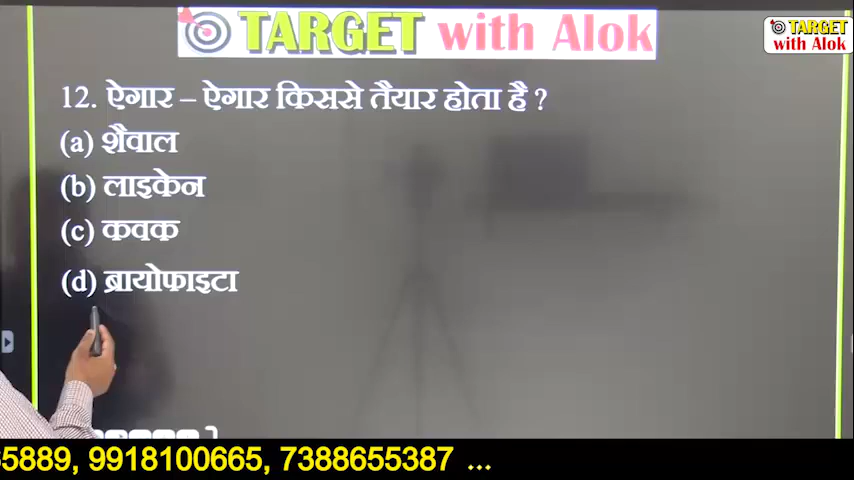 TARGET with Alok
TARGET
with Alok
12. ऐगार – ऐगार किससे तैयार होता है ?
(a) शैवाल
(b) लाइकेन
(c) कवक
(d) ब्रायोफाइटा
5889, 9918100665, 7388655387 ...